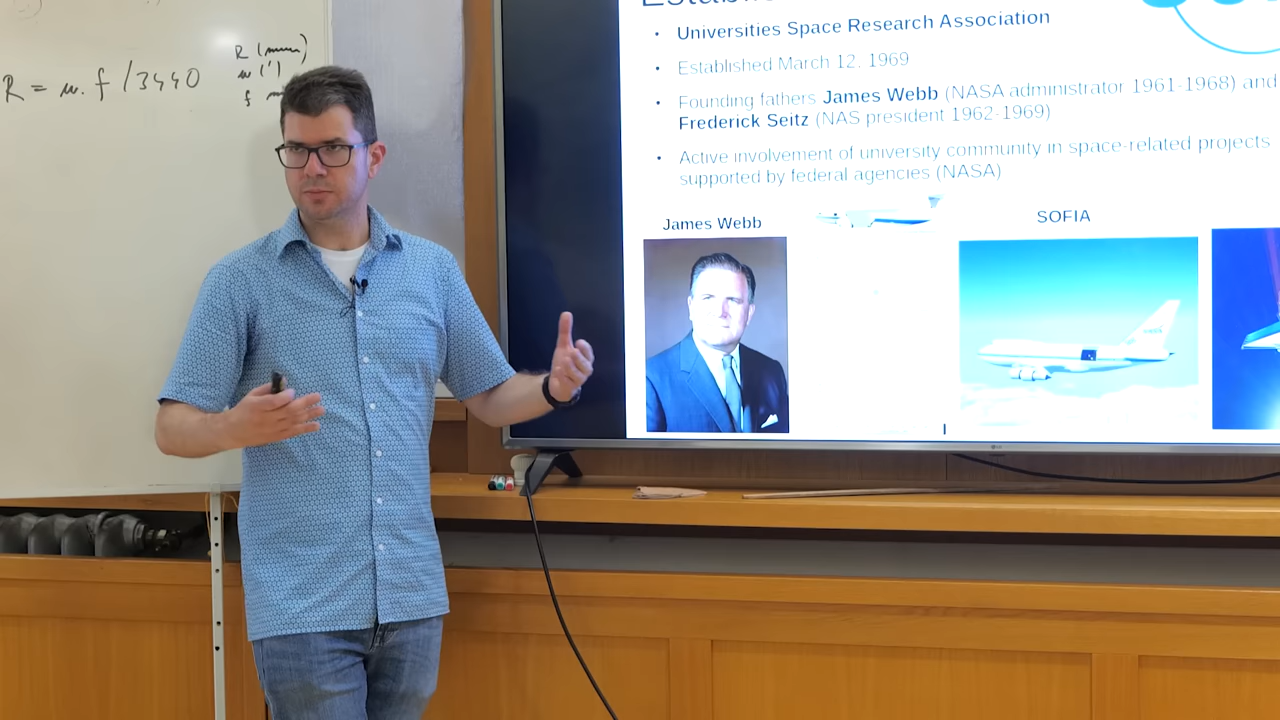 R = w. f / 3440
R (mm)
w (')
f
Universities Space Research Association
Established March 12. 1969
Founding fathers James Webb (NASA administrator 1961-1968) and
Frederick Seitz (NAS president 1962-1969)
Active involvement of university community in space-related projects
supported by federal agencies (NASA)
James Webb
SOFIA